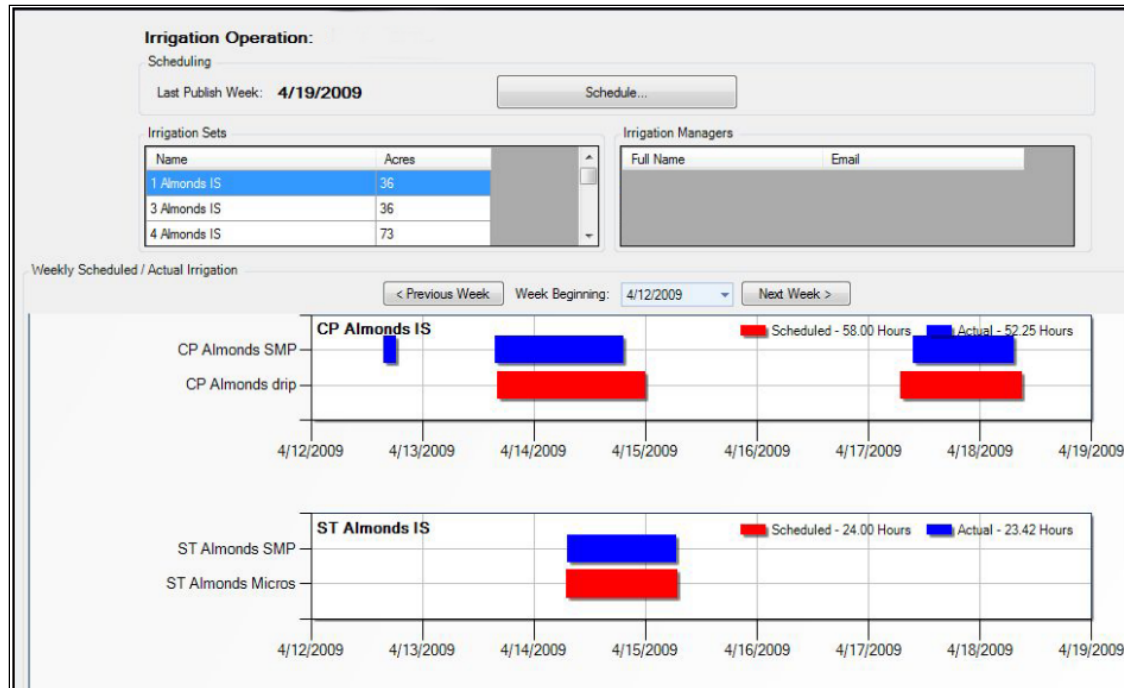 Irrigation Operation:
Scheduling
Last Publish Week: 4/19/2009 Schedule...
Irrigation Sets
Name Acres
1 Almonds IS 36
3 Almonds IS 36
4 Almonds IS 73
Irrigation Managers
Full Name Email
Weekly Scheduled / Actual Irrigation
< Previous Week Week Beginning: 4/12/2009 Next Week >
CP Almonds IS Scheduled - 58.00 Hours Actual - 52.25 Hours
CP Almonds SMP
CP Almonds drip
4/12/2009 4/13/2009 4/14/2009 4/15/2009 4/16/2009 4/17/2009 4/18/2009 4/19/2009
ST Almonds IS Scheduled - 24.00 Hours Actual - 23.42 Hours
ST Almonds SMP
ST Almonds Micros
4/12/2009 4/13/2009 4/14/2009 4/15/2009 4/16/2009 4/17/2009 4/18/2009 4/19/2009